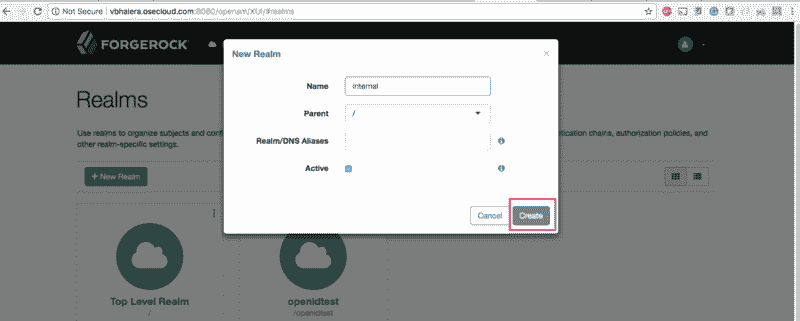 Not Secure | vbhalera.osecloud.com:8080/openam/XUI/#realms
FORGEROCK
New Realm
×
Name internal
Parent /
Realm/DNS Aliases
Active
Cancel Create
Realms
Use realms to organize subjects and conf
tication chains, authorization policies, and
other realm-specific settings.
+ New Realm
Top Level Realm
/
openidtest
/openidtest